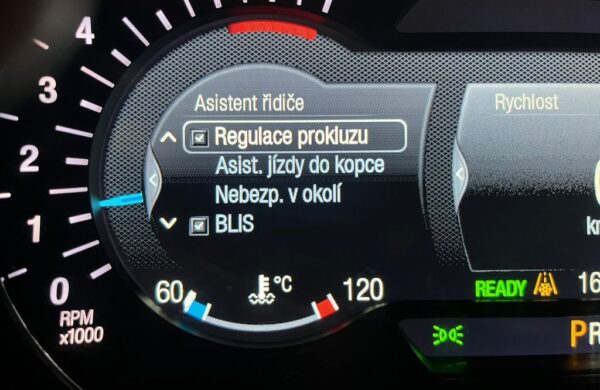 4
3
2
1
0
RPM
x1000
Asistent řidiče
Regulace prokluzu
Asist. jízdy do kopce
Nebezp. v okolí
BLIS
60 °C 120
Rychlost
READY 16
P R